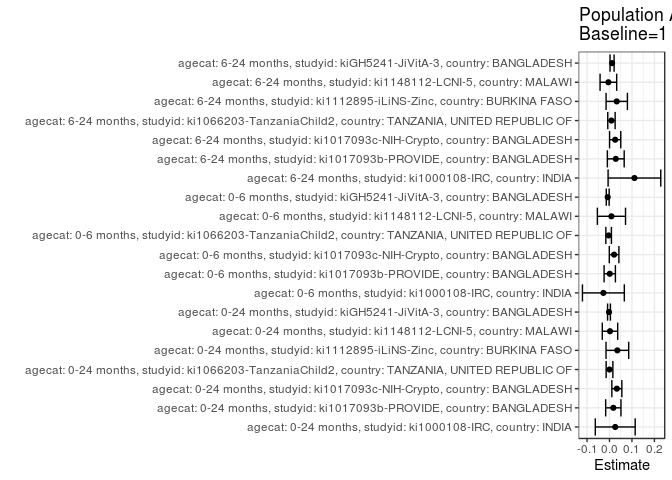 Population A
Baseline=1
agecat: 6-24 months, studyid: kiGH5241-JiVitA-3, country: BANGLADESH
agecat: 6-24 months, studyid: ki1148112-LCNI-5, country: MALAWI
agecat: 6-24 months, studyid: ki1112895-iLiNS-Zinc, country: BURKINA FASO
agecat: 6-24 months, studyid: ki1066203-TanzaniaChild2, country: TANZANIA, UNITED REPUBLIC OF
agecat: 6-24 months, studyid: ki1017093c-NIH-Crypto, country: BANGLADESH
agecat: 6-24 months, studyid: ki1017093b-PROVIDE, country: BANGLADESH
agecat: 6-24 months, studyid: ki1000108-IRC, country: INDIA
agecat: 0-6 months, studyid: kiGH5241-JiVitA-3, country: BANGLADESH
agecat: 0-6 months, studyid: ki1148112-LCNI-5, country: MALAWI
agecat: 0-6 months, studyid: ki1066203-TanzaniaChild2, country: TANZANIA, UNITED REPUBLIC OF
agecat: 0-6 months, studyid: ki1017093c-NIH-Crypto, country: BANGLADESH
agecat: 0-6 months, studyid: ki1017093b-PROVIDE, country: BANGLADESH
agecat: 0-6 months, studyid: ki1000108-IRC, country: INDIA
agecat: 0-24 months, studyid: kiGH5241-JiVitA-3, country: BANGLADESH
agecat: 0-24 months, studyid: ki1148112-LCNI-5, country: MALAWI
agecat: 0-24 months, studyid: ki1112895-iLiNS-Zinc, country: BURKINA FASO
agecat: 0-24 months, studyid: ki1066203-TanzaniaChild2, country: TANZANIA, UNITED REPUBLIC OF
agecat: 0-24 months, studyid: ki1017093c-NIH-Crypto, country: BANGLADESH
agecat: 0-24 months, studyid: ki1017093b-PROVIDE, country: BANGLADESH
agecat: 0-24 months, studyid: ki1000108-IRC, country: INDIA
-0.1 0.0 0.1 0.2
Estimate